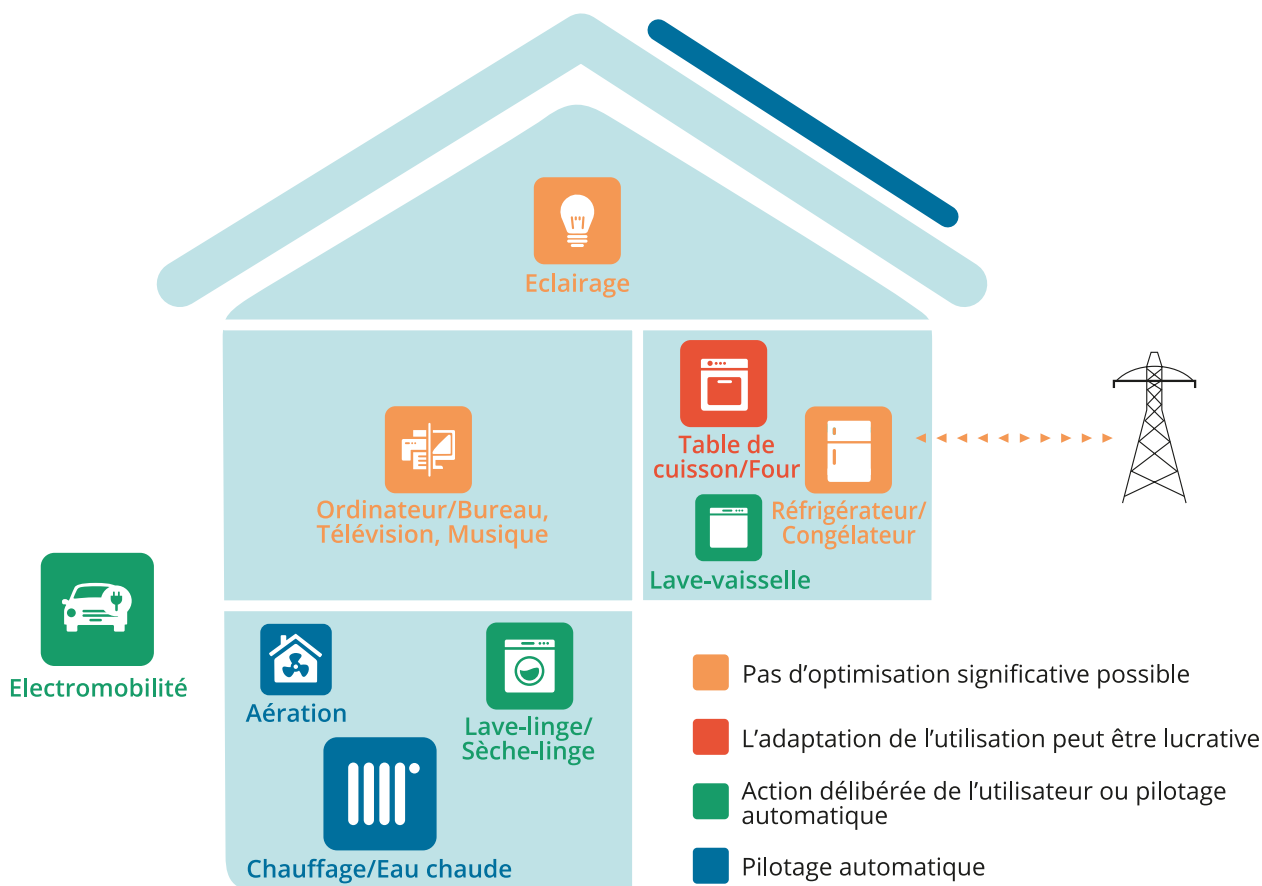 Eclairage
Ordinateur/Bureau,
Télévision, Musique
Table de
cuisson/Four
Réfrigérateur/
Congélateur
Lave-vaisselle
Electromobilité
Aération
Lave-linge/
Sèche-linge
Chauffage/Eau chaude
Pas d’optimisation significative possible
L’adaptation de l’utilisation peut être lucrative
Action délibérée de l’utilisateur ou pilotage
automatique
Pilotage automatique